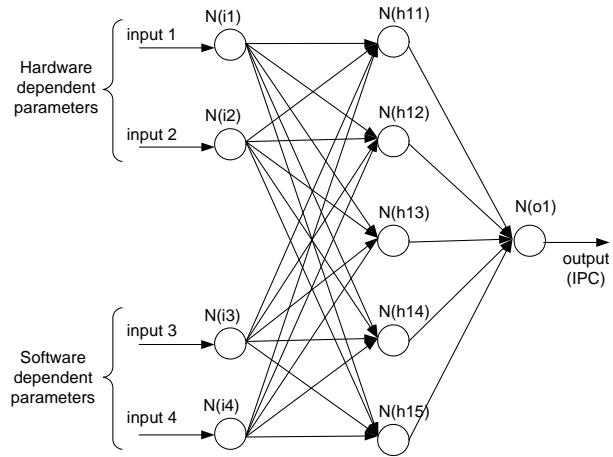 N(i1)
N(h11)
input 1
Hardware
dependent
parameters
N(i2)
N(h12)
input 2
N(h13)
N(o1)
output
(IPC)
N(i3)
N(h14)
input 3
Software
dependent
parameters
N(i4)
N(h15)
input 4